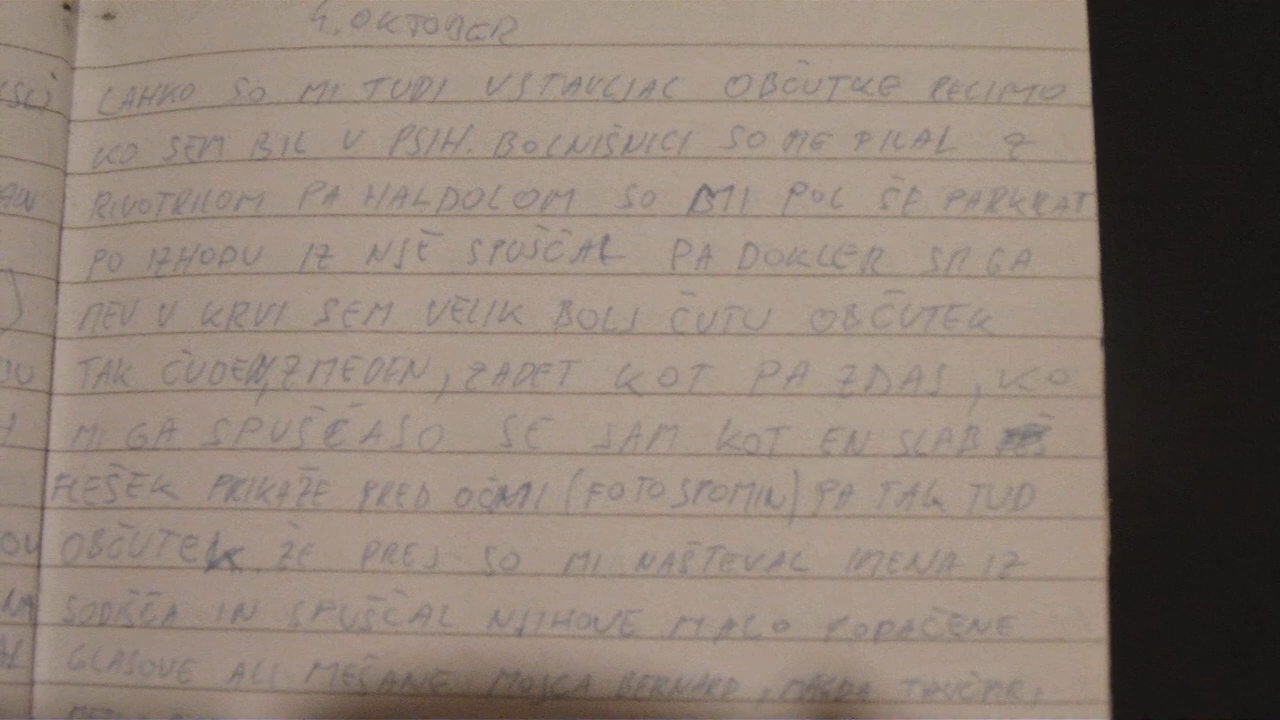 4. OKTOBER
LAHKO SO MI TUDI VSTAVLJAL OBČUTKE RECIMO
KO SEM BIL V PSIH. BOLNIŠNICI SO ME PIKAL Z
RIVOTRILOM PA HALDOLOM SO MI POL ŠE PARKRAT
PO IZHODU IZ NJE SPUŠČAL PA DOKLER SM GA
MEU V KRVI SEM VELIK BOLJ ČUTU OBČUTEK
TAK ČUDEN, ZMEDEN, ZADET KOT PA ZDAJ, KO
MI GA SPUŠČAJO SE SAM KOT EN SLAB
FLEŠEK PRIKAŽE PRED OČMI (FOTO SPOMIN) PA TAK TUD
OBČUTEK ŽE PREJ SO MI NAŠTEVAL IMENA IZ
SODIŠČA IN SPUŠČAL NJIHOVE MALO POPAČENE
GLASOVE ALI MEŠANE MOJCA BERNARD, MAGDA